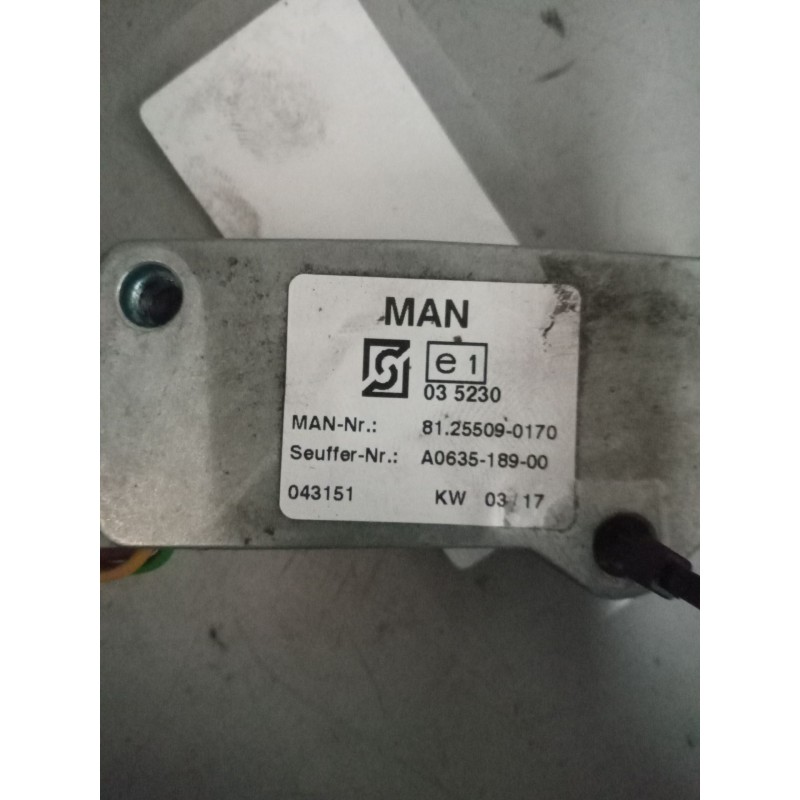 MAN
e 1
03 5230
MAN-Nr.: 81.25509-0170
Seuffer-Nr.: A0635-189-00
043151 KW 03/17